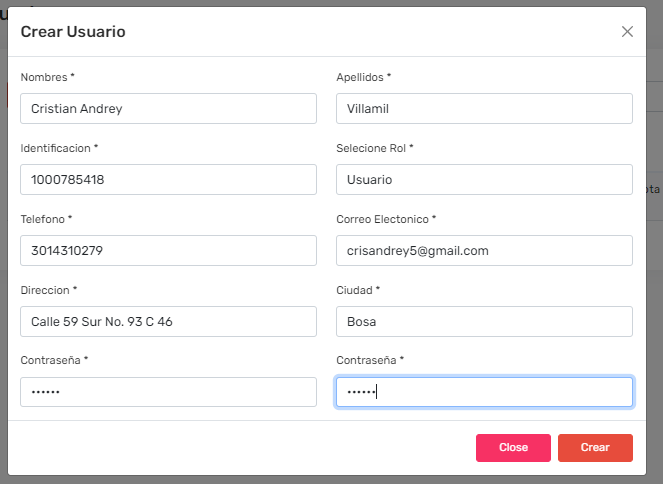 Crear Usuario
Nombres *
Apellidos *
Cristian Andrey
Villamil
Identificacion *
Selecione Rol *
1000785418
Usuario
Telefono *
Correo Electonico *
3014310279
crisandrey5@gmail.com
Direccion *
Ciudad *
Calle 59 Sur No. 93 C 46
Bosa
Contraseña *
Contraseña *
••••••
••••••
Close
Crear